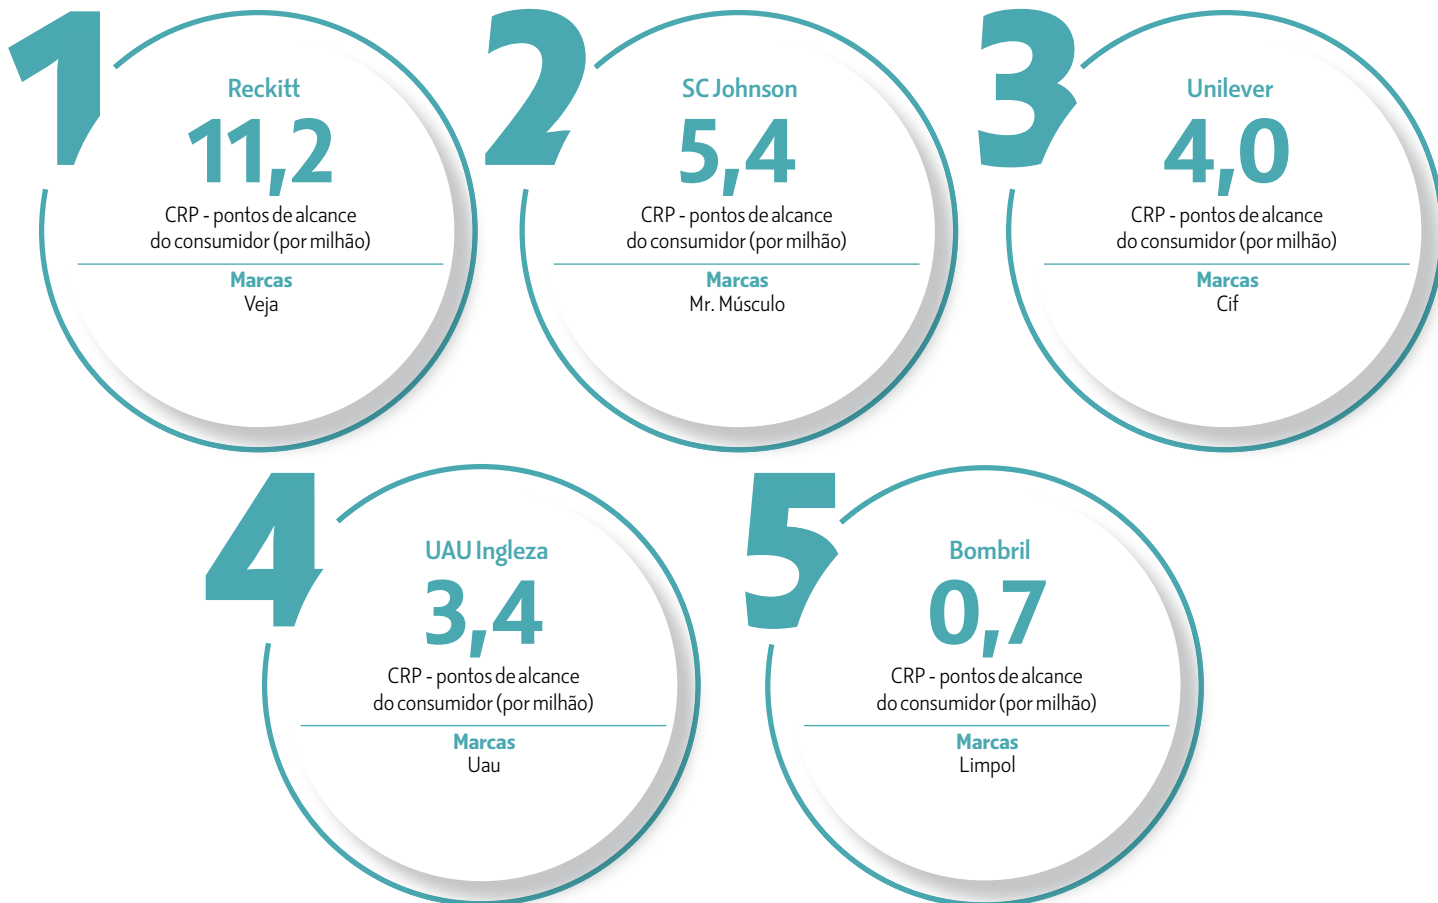 1
Reckitt
11,2
CRP - pontos de alcance
do consumidor (por milhão)
Marcas
Veja
2
SC Johnson
5,4
CRP - pontos de alcance
do consumidor (por milhão)
Marcas
Mr. Músculo
3
Unilever
4,0
CRP - pontos de alcance
do consumidor (por milhão)
Marcas
Cif
4
UAU Ingleza
3,4
CRP - pontos de alcance
do consumidor (por milhão)
Marcas
Uau
5
Bombril
0,7
CRP - pontos de alcance
do consumidor (por milhão)
Marcas
Limpol